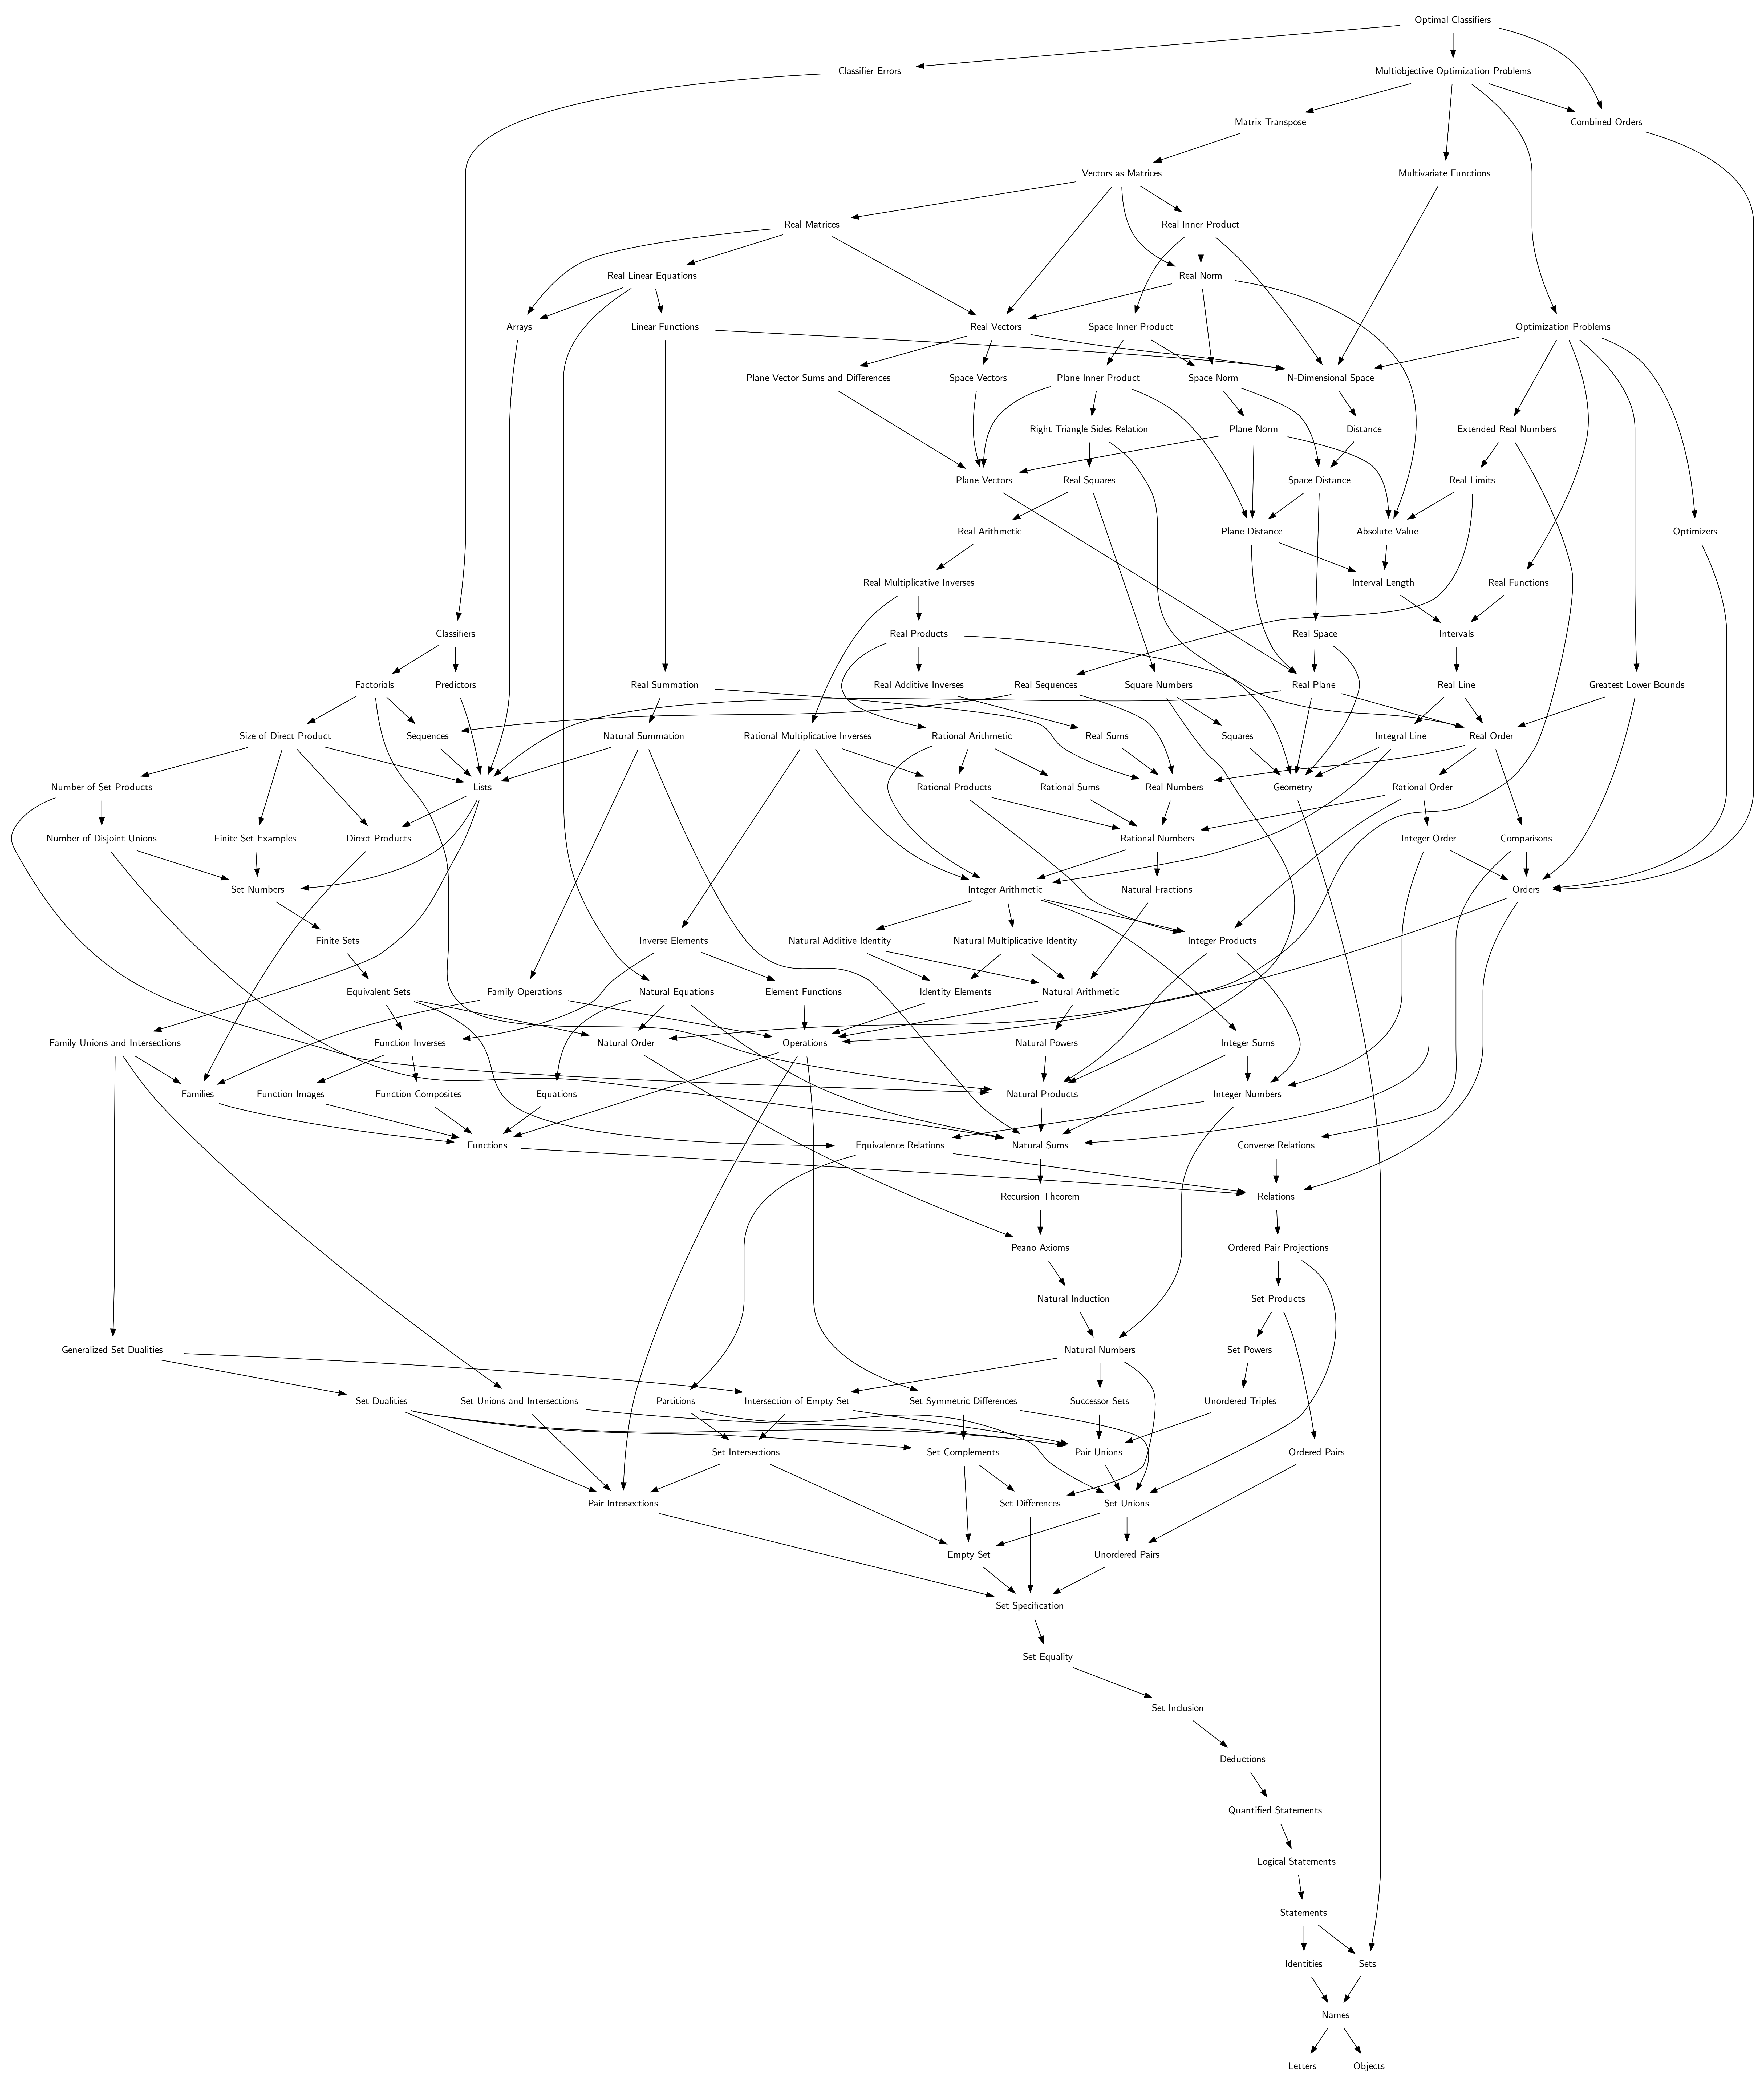 Optimal Classifiers
Classifier Errors
Multiobjective Optimization Problems
Matrix Transpose
Combined Orders
Vectors as Matrices
Multivariate Functions
Real Matrices
Real Inner Product
Real Linear Equations
Real Norm
Arrays
Linear Functions
Real Vectors
Space Inner Product
Optimization Problems
Plane Vector Sums and Differences
Space Vectors
Plane Inner Product
Space Norm
N-Dimensional Space
Right Triangle Sides Relation
Plane Norm
Distance
Extended Real Numbers
Plane Vectors
Real Squares
Space Distance
Real Limits
Real Arithmetic
Plane Distance
Absolute Value
Optimizers
Real Multiplicative Inverses
Interval Length
Real Functions
Classifiers
Real Products
Real Space
Intervals
Factorials
Predictors
Real Summation
Real Additive Inverses
Real Sequences
Square Numbers
Real Plane
Real Line
Greatest Lower Bounds
Size of Direct Product
Sequences
Natural Summation
Rational Multiplicative Inverses
Rational Arithmetic
Real Sums
Squares
Integral Line
Real Order
Number of Set Products
Lists
Rational Products
Rational Sums
Real Numbers
Geometry
Rational Order
Number of Disjoint Unions
Finite Set Examples
Direct Products
Rational Numbers
Integer Order
Comparisons
Set Numbers
Integer Arithmetic
Natural Fractions
Orders
Finite Sets
Inverse Elements
Natural Additive Identity
Natural Multiplicative Identity
Integer Products
Equivalent Sets
Family Operations
Natural Equations
Element Functions
Identity Elements
Natural Arithmetic
Family Unions and Intersections
Function Inverses
Natural Order
Operations
Natural Powers
Integer Sums
Families
Function Images
Function Composites
Equations
Natural Products
Integer Numbers
Functions
Equivalence Relations
Natural Sums
Converse Relations
Recursion Theorem
Relations
Peano Axioms
Ordered Pair Projections
Natural Induction
Set Products
Generalized Set Dualities
Natural Numbers
Set Powers
Set Dualities
Set Unions and Intersections
Partitions
Intersection of Empty Set
Set Symmetric Differences
Successor Sets
Unordered Triples
Set Intersections
Set Complements
Pair Unions
Ordered Pairs
Pair Intersections
Set Differences
Set Unions
Empty Set
Unordered Pairs
Set Specification
Set Equality
Set Inclusion
Deductions
Quantified Statements
Logical Statements
Statements
Identities
Sets
Names
Letters
Objects